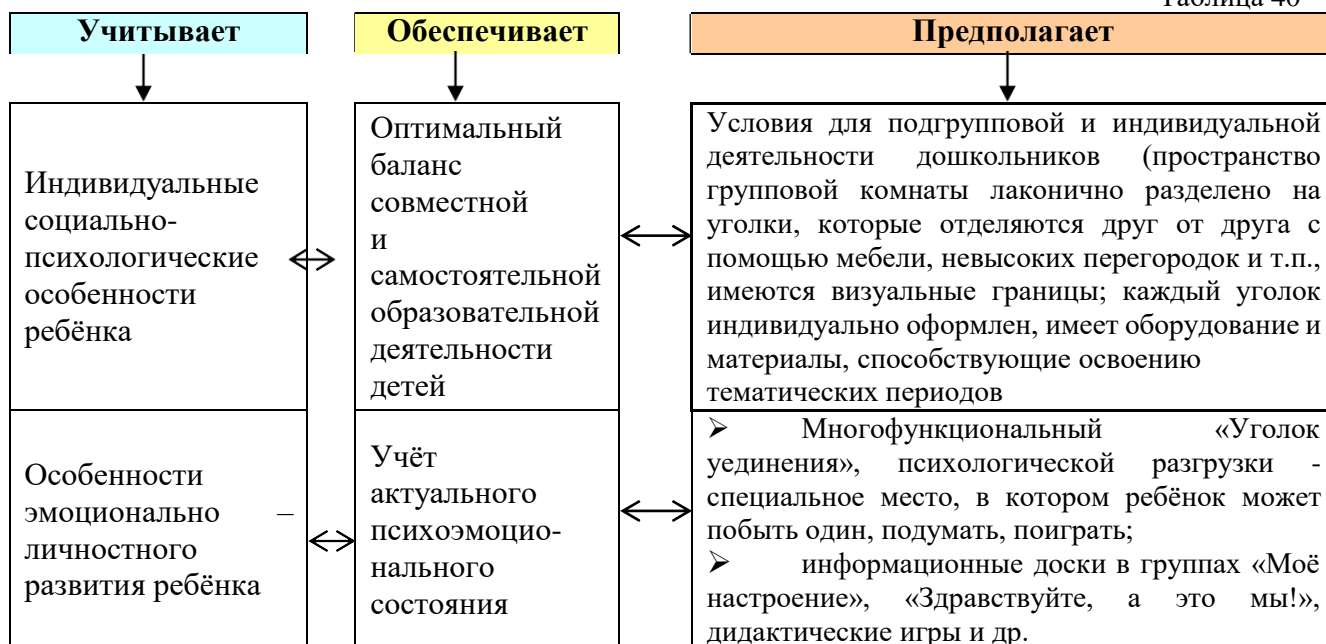 Таблица 40
Учитывает
Обеспечивает
Предполагает
Индивидуальные
социально-
психологические
особенности
ребёнка
Оптимальный
баланс
совместной
и
самостоятельной
образовательной
деятельности
детей
Условия для подгрупповой и индивидуальной
деятельности дошкольников (пространство
групповой комнаты лаконично разделено на
уголки, которые отделяются друг от друга с
помощью мебели, невысоких перегородок и т.п.,
имеются визуальные границы; каждый уголок
индивидуально оформлен, имеет оборудование и
материалы, способствующие освоению
тематических периодов
Особенности
эмоционально –
личностного
развития ребёнка
Учёт
актуального
психоэмоцио-
нального
состояния
➢ Многофункциональный «Уголок
уединения», психологической разгрузки -
специальное место, в котором ребёнок может
побыть один, подумать, поиграть;
➢ информационные доски в группах «Моё
настроение», «Здравствуйте, а это мы!»,
дидактические игры и др.